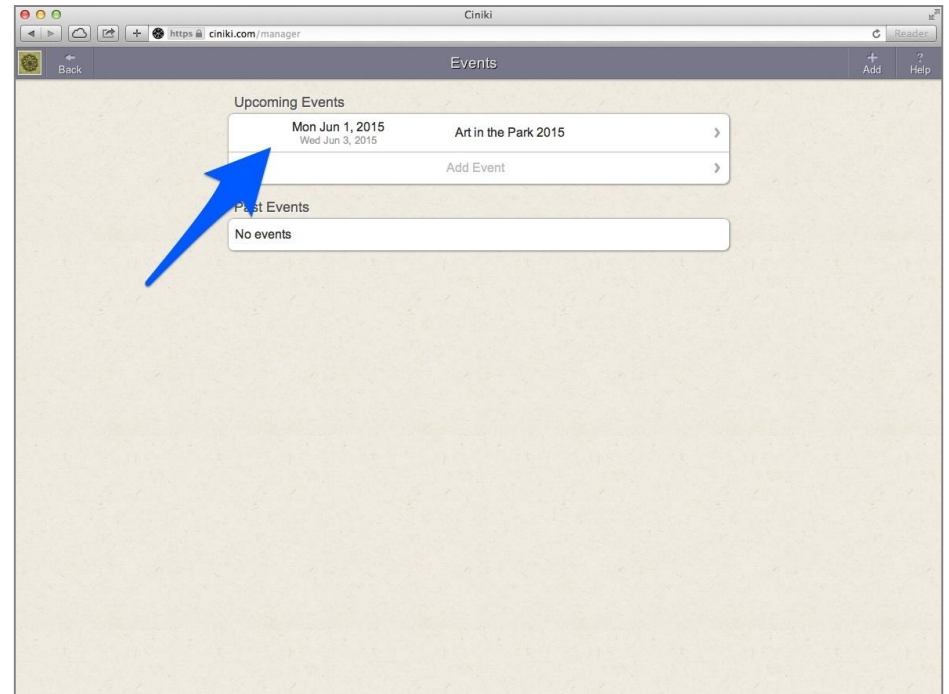 Ciniki
https ciniki.com/manager
Reader
Back
Events
+ Add
? Help
Upcoming Events
Mon Jun 1, 2015
Wed Jun 3, 2015
Art in the Park 2015
Add Event
Past Events
No events